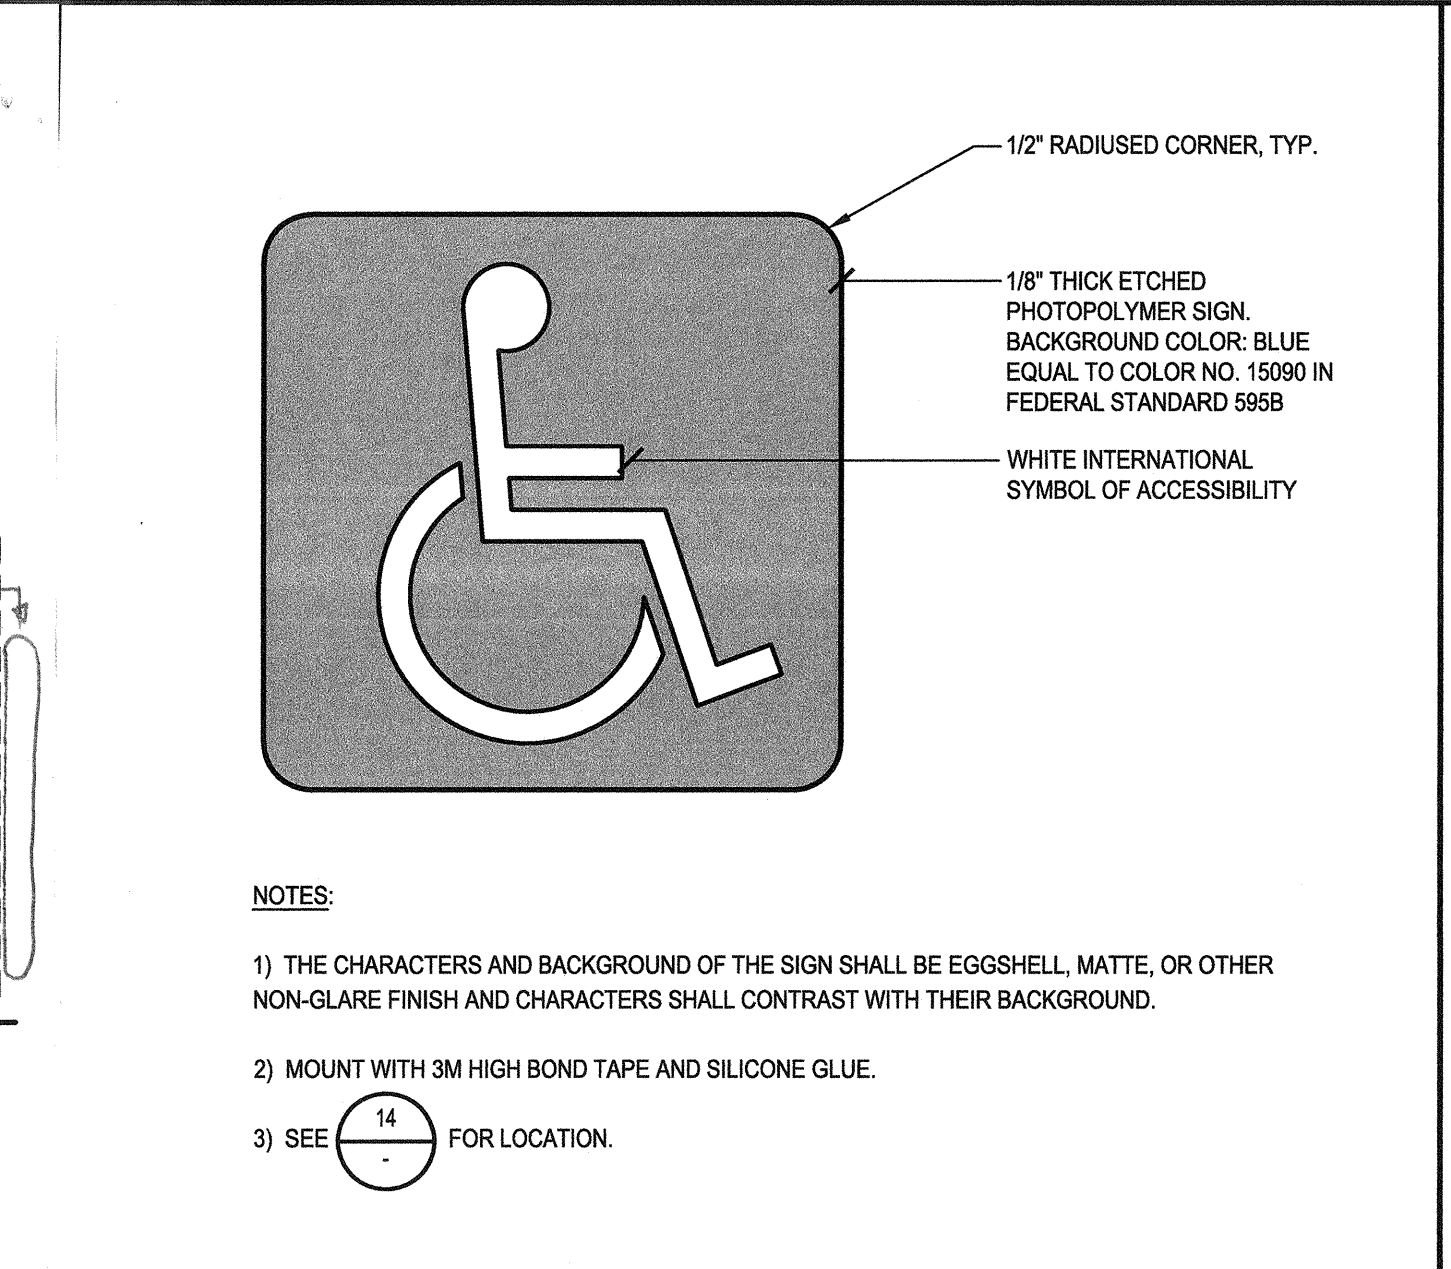 1/2" RADIUSED CORNER, TYP.
1/8" THICK ETCHED
PHOTOPOLYMER SIGN.
BACKGROUND COLOR: BLUE
EQUAL TO COLOR NO. 15090 IN
FEDERAL STANDARD 595B
WHITE INTERNATIONAL
SYMBOL OF ACCESSIBILITY
NOTES:
1) THE CHARACTERS AND BACKGROUND OF THE SIGN SHALL BE EGGSHELL, MATTE, OR OTHER
NON-GLARE FINISH AND CHARACTERS SHALL CONTRAST WITH THEIR BACKGROUND.
2) MOUNT WITH 3M HIGH BOND TAPE AND SILICONE GLUE.
14
3) SEE FOR LOCATION.
-